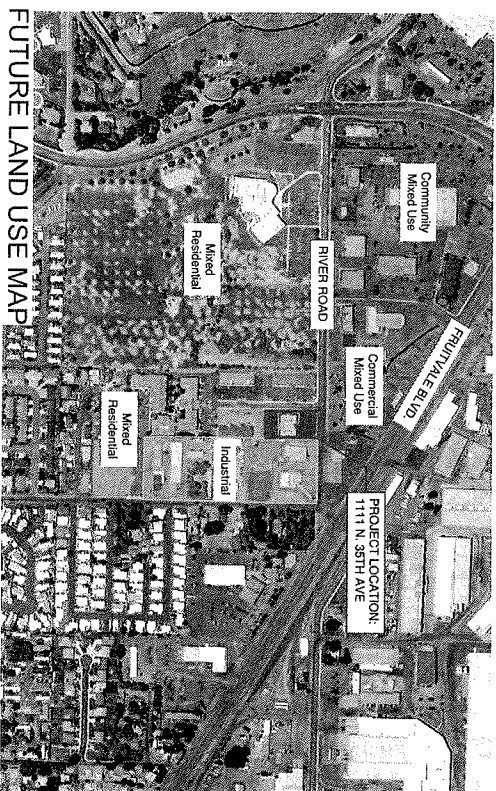 FUTURE LAND USE MAP
Community
Mixed Use
FRUITVALE BLVD.
RIVER ROAD
Commercial
Mixed Use
PROJECT LOCATION:
1111 N. 35TH AVE
Mixed
Residential
Industrial
Mixed
Residential